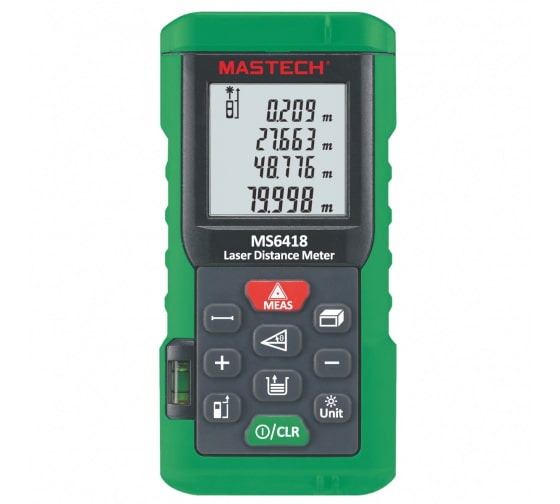 MASTECH®
0.209 m
27.663 m
48.776 m
79.998 m
MS6418
Laser Distance Meter
MEAS
+
−
Unit
/CLR